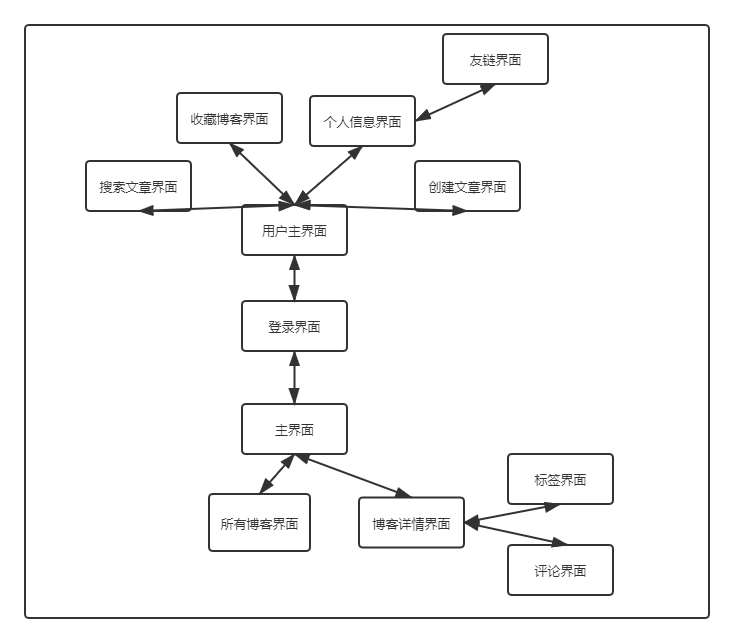 友链界面
收藏博客界面
个人信息界面
搜索文章界面
创建文章界面
用户主界面
登录界面
主界面
标签界面
所有博客界面
博客详情界面
评论界面